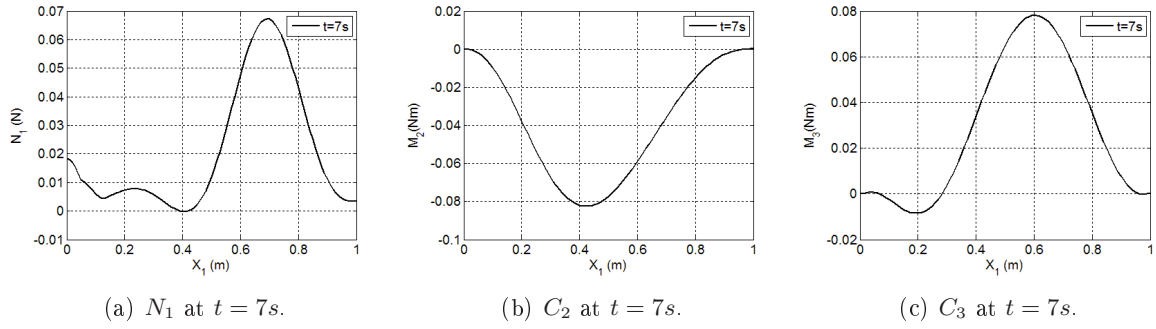 0.07
0.06
0.05
0.04
0.03
0.02
0.01
0
-0.01
N₁ (N)
t=7s
0 0.2 0.4 0.6 0.8 1
X₁ (m)
(a) N₁ at t = 7s.
0.02
0
-0.02
-0.04
-0.06
-0.08
-0.1
M₂(Nm)
t=7s
0 0.2 0.4 0.6 0.8 1
X₁ (m)
(b) C₂ at t = 7s.
0.08
0.06
0.04
0.02
0
-0.02
M₃(Nm)
t=7s
0 0.2 0.4 0.6 0.8 1
X₁ (m)
(c) C₃ at t = 7s.